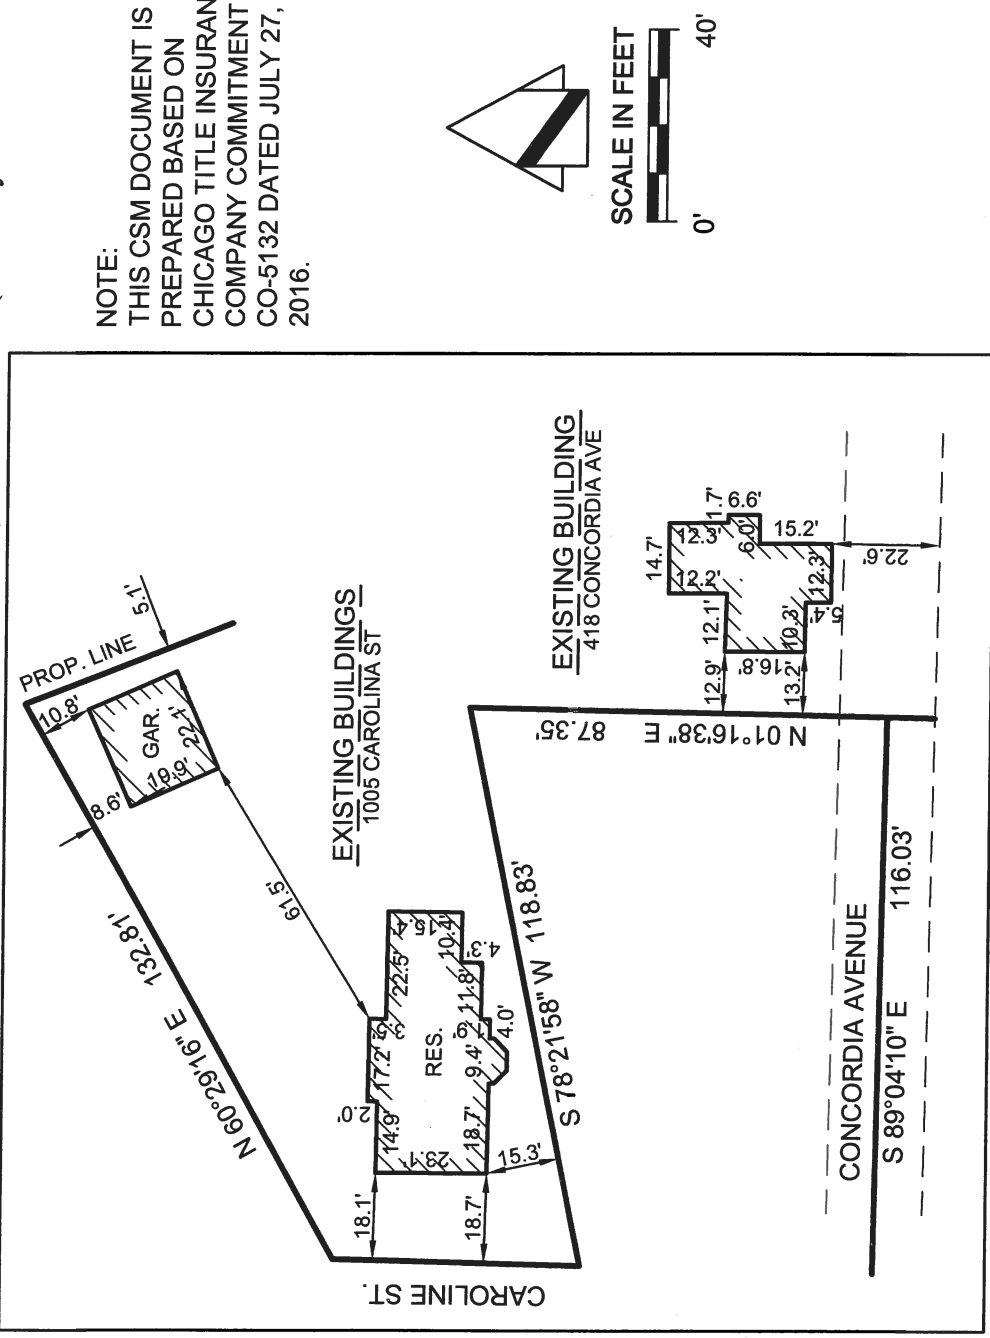 NOTE:
THIS CSM DOCUMENT IS
PREPARED BASED ON
CHICAGO TITLE INSURAN
COMPANY COMMITMENT
CO-5132 DATED JULY 27,
2016.
SCALE IN FEET
0' 40'
PROP. LINE
5.1'
10.8'
GAR.
22.1'
19.9'
8.6'
61.5'
N 60°29'16" E 132.81'
EXISTING BUILDINGS
1005 CAROLINA ST
RES.
22.5'
15.4'
10.4'
4.3'
11.8'
1.9'
4.0'
9.4'
18.7'
23.1'
14.9'
2.0'
17.2'
3.5'
18.1'
18.7'
15.3'
CAROLINE ST.
S 78°21'58" W 118.83'
EXISTING BUILDING
418 CONCORDIA AVE
14.7'
12.3'
1.7'
6.6'
6.0'
15.2'
12.3'
5.4'
10.3'
16.8'
12.1'
12.2'
12.9'
13.2'
22.6'
N 01°16'38" E 87.35'
CONCORDIA AVENUE
S 89°04'10" E 116.03'